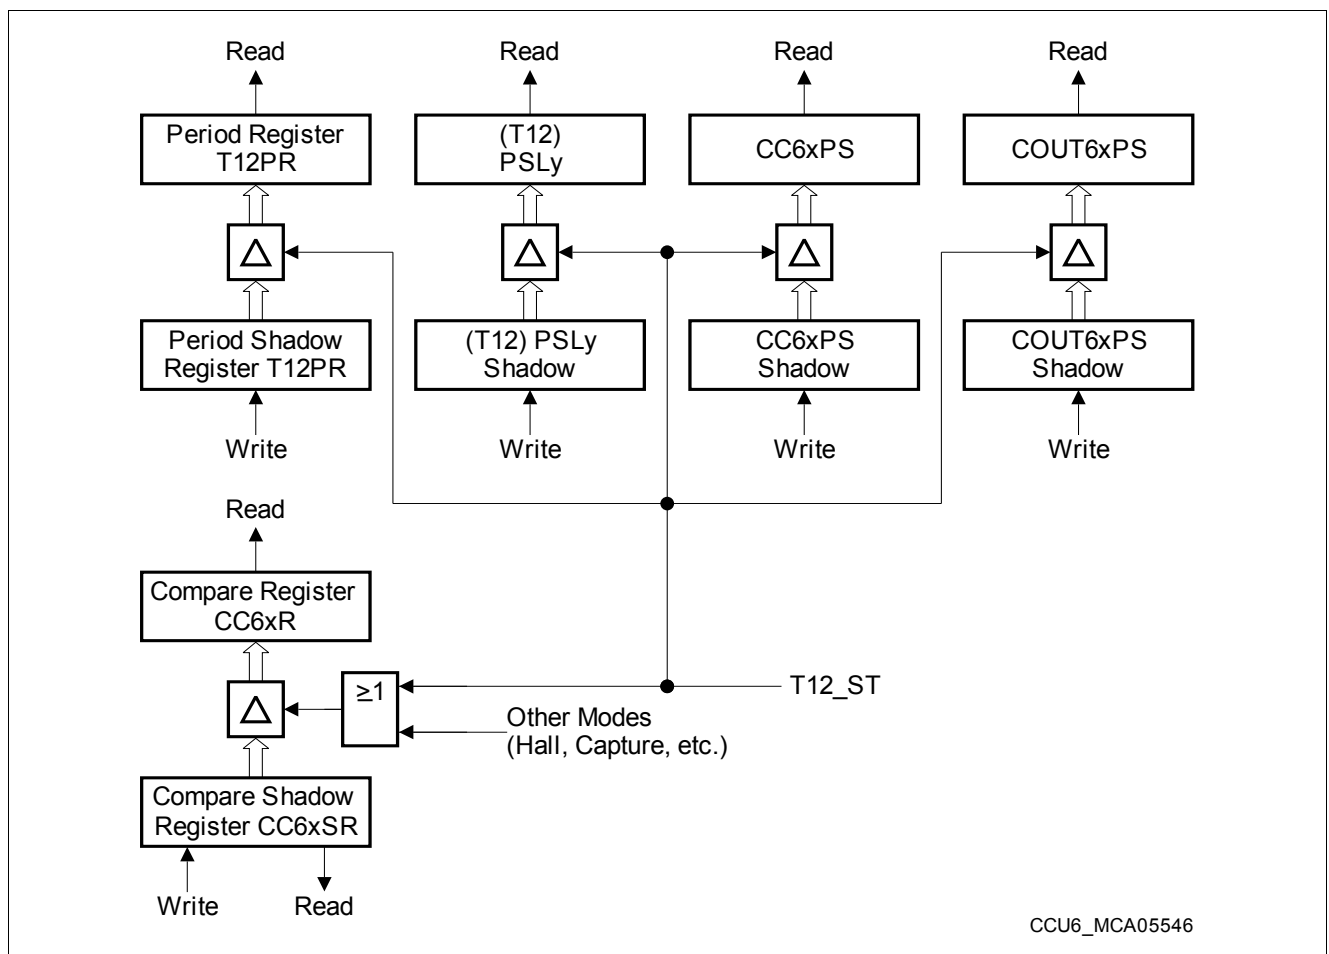 Read Read Read Read
Period Register
T12PR
(T12)
PSLy
CC6xPS
COUT6xPS
Period Shadow
Register T12PR
(T12) PSLy
Shadow
CC6xPS
Shadow
COUT6xPS
Shadow
Write Write Write Write
Read
Compare Register
CC6xR
≥1
T12_ST
Other Modes
(Hall, Capture, etc.)
Compare Shadow
Register CC6xSR
Write Read
CCU6_MCA05546